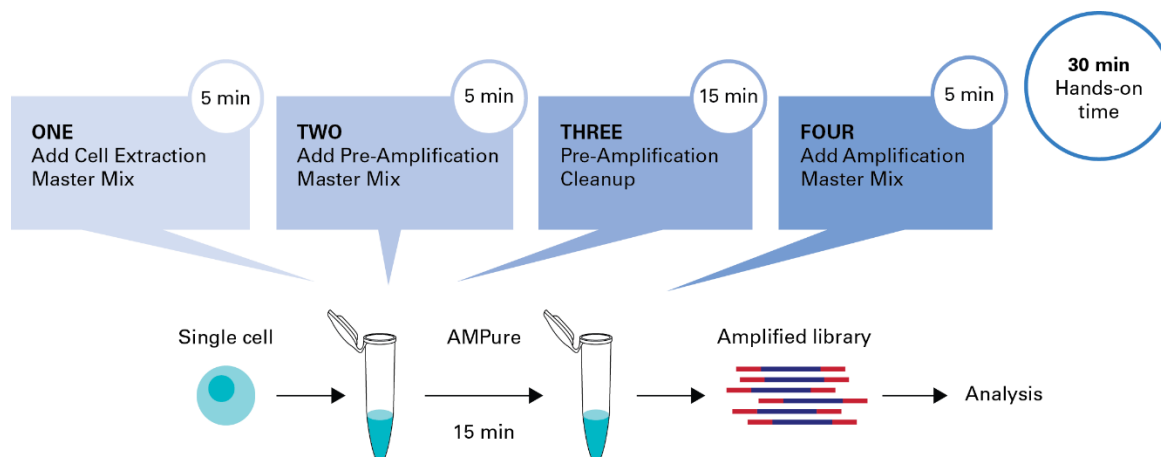 5 min
ONE
Add Cell Extraction
Master Mix
5 min
TWO
Add Pre-Amplification
Master Mix
15 min
THREE
Pre-Amplification
Cleanup
5 min
FOUR
Add Amplification
Master Mix
30 min
Hands-on
time
Single cell
AMPure
15 min
Amplified library
Analysis